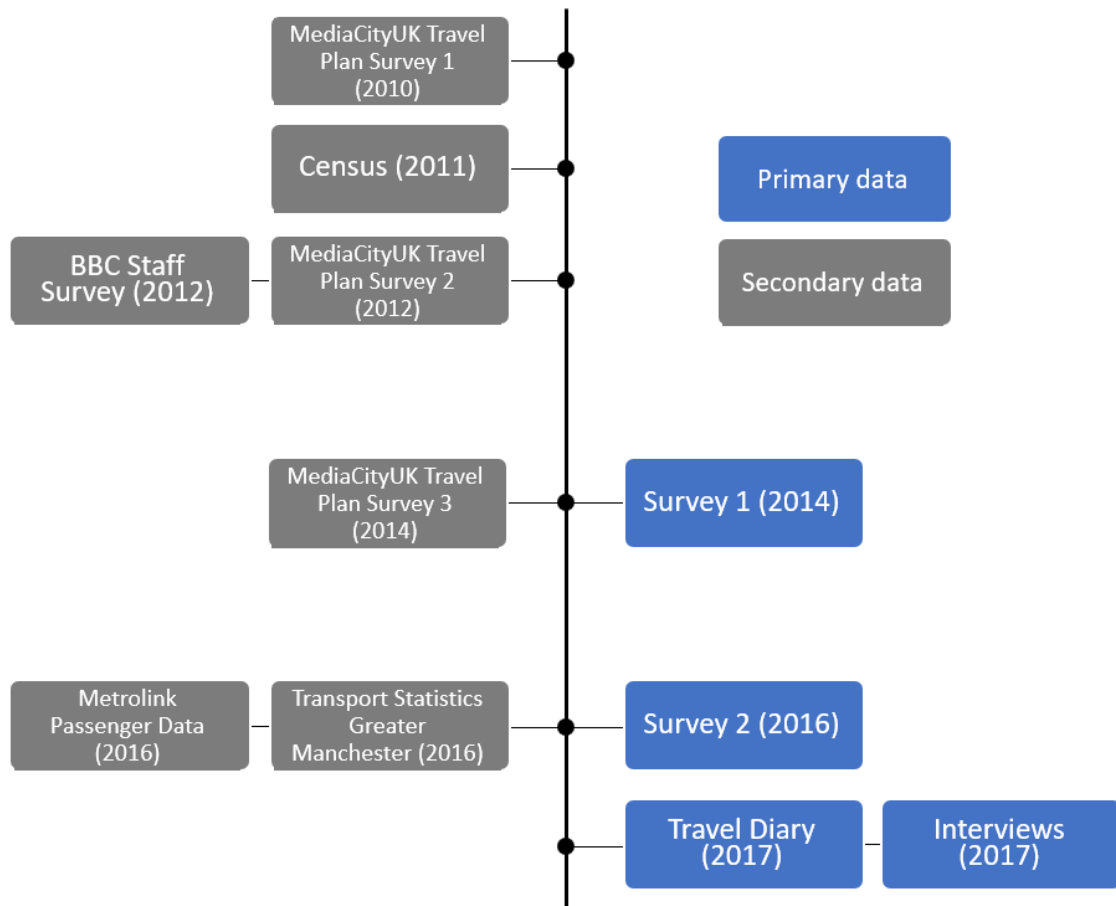 MediaCityUK Travel
Plan Survey 1
(2010)
Census (2011)
Primary data
BBC Staff
Survey (2012)
MediaCityUK Travel
Plan Survey 2
(2012)
Secondary data
MediaCityUK Travel
Plan Survey 3
(2014)
Survey 1 (2014)
Metrolink
Passenger Data
(2016)
Transport Statistics
Greater
Manchester (2016)
Survey 2 (2016)
Travel Diary
(2017)
Interviews
(2017)